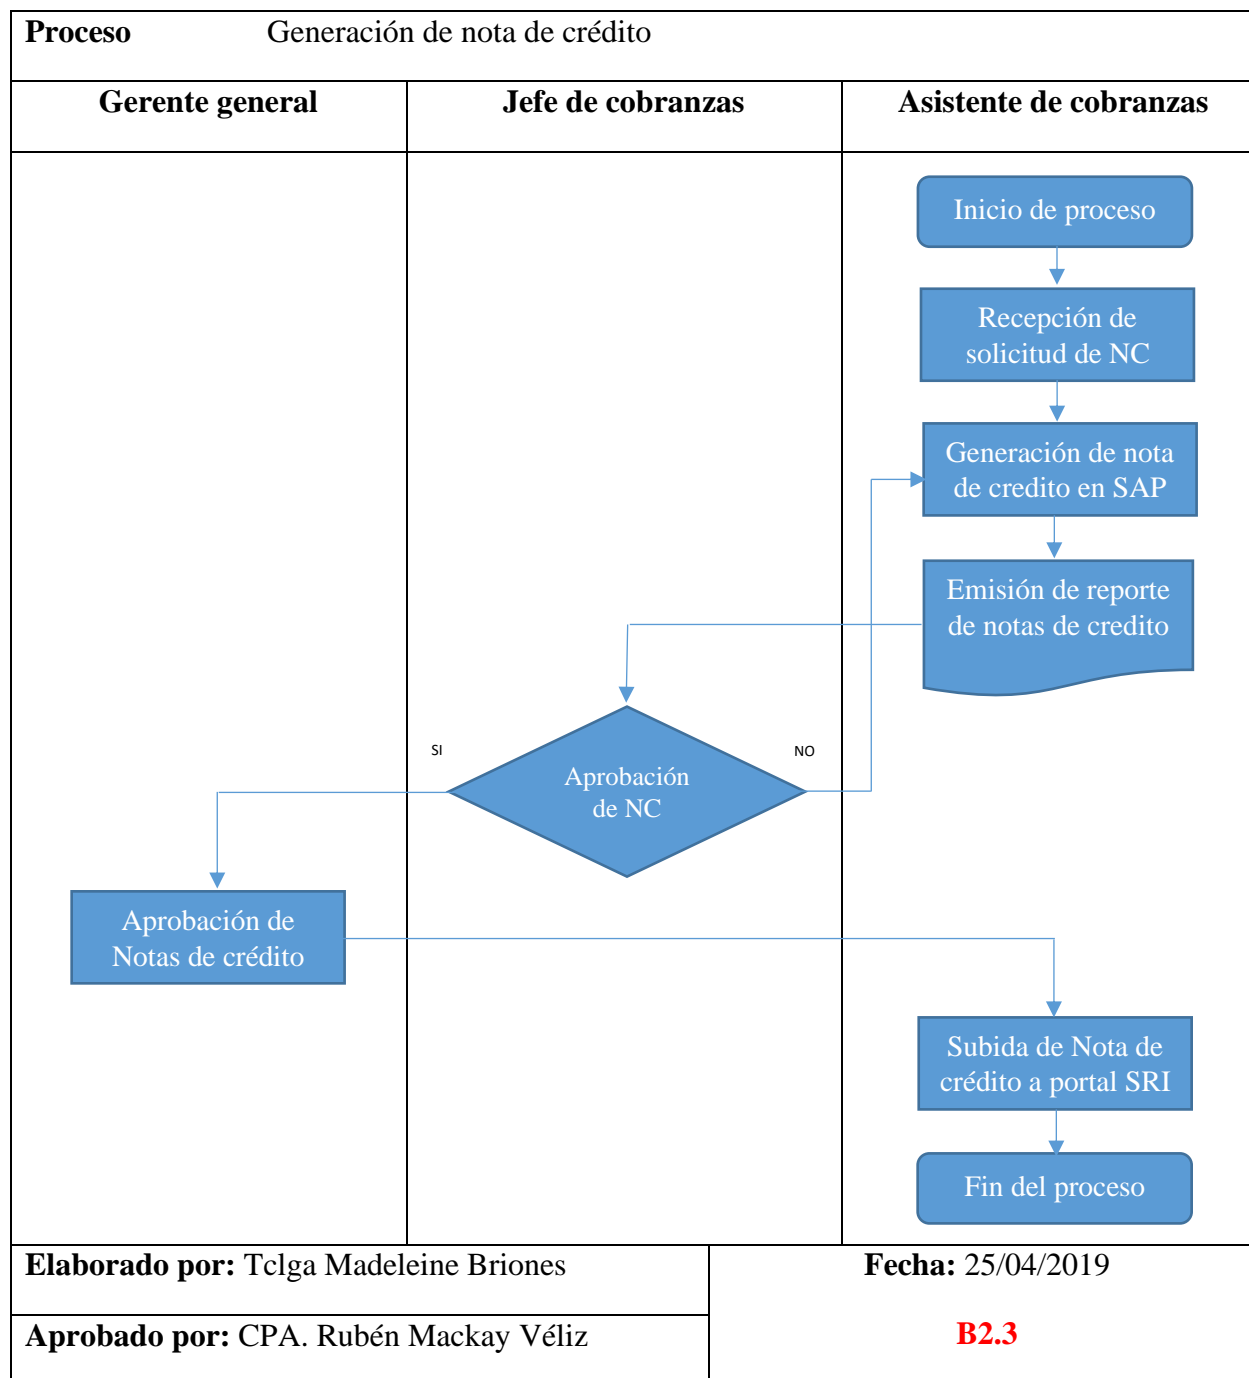 Proceso Generación de nota de crédito
Gerente general Jefe de cobranzas Asistente de cobranzas
Inicio de proceso
Recepción de
solicitud de NC
Generación de nota
de credito en SAP
Emisión de reporte
de notas de credito
SI
NO
Aprobación
de NC
Aprobación de
Notas de crédito
Subida de Nota de
crédito a portal SRI
Fin del proceso
Elaborado por: Tclga Madeleine Briones
Fecha: 25/04/2019
Aprobado por: CPA. Rubén Mackay Véliz
B2.3